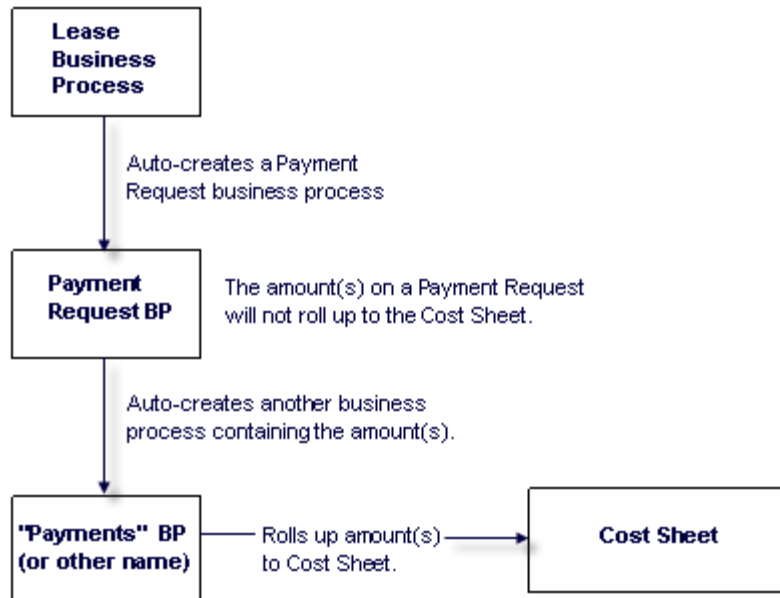 Lease
Business
Process
Auto-creates a Payment
Request business process
Payment
Request BP
The amount(s) on a Payment Request
will not roll up to the Cost Sheet.
Auto-creates another business
process containing the amount(s).
"Payments" BP
(or other name)
Rolls up amount(s)
to Cost Sheet.
Cost Sheet